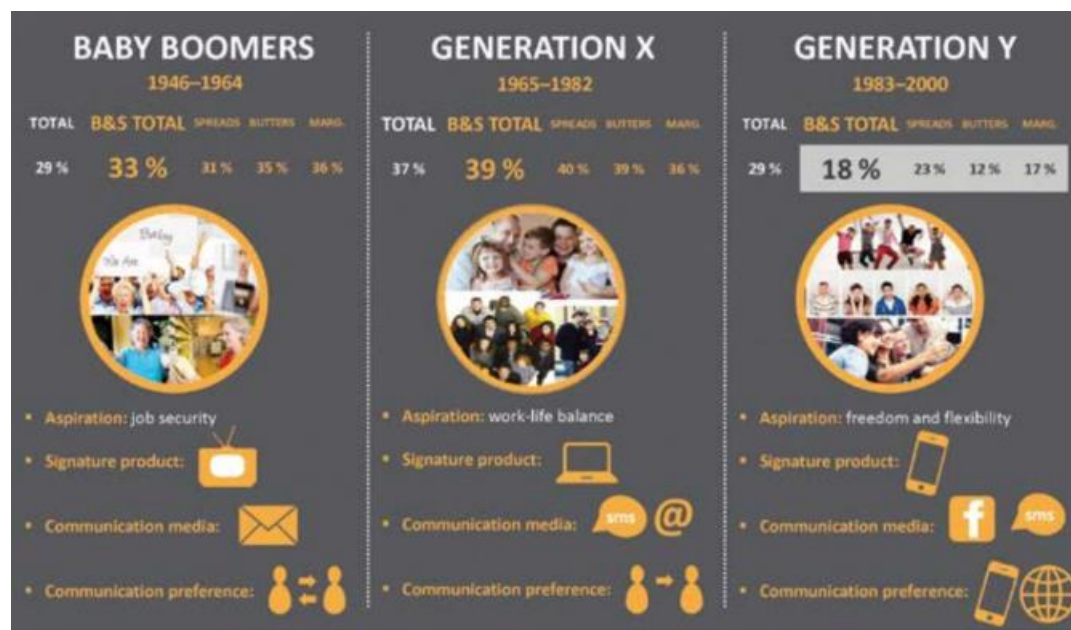 BABY BOOMERS
1946–1964
TOTAL B&S TOTAL SPREADS BUTTERS MARG.
29 % 33 % 31 % 35 % 36 %
Baby
We Are
▪ Aspiration: job security
▪ Signature product:
▪ Communication media:
▪ Communication preference:
GENERATION X
1965–1982
TOTAL B&S TOTAL SPREADS BUTTERS MARG.
37 % 39 % 40 % 39 % 36 %
▪ Aspiration: work-life balance
▪ Signature product:
▪ Communication media: sms @
▪ Communication preference:
GENERATION Y
1983–2000
TOTAL B&S TOTAL SPREADS BUTTERS MARG.
29 % 18 % 23 % 12 % 17 %
▪ Aspiration: freedom and flexibility
▪ Signature product:
▪ Communication media: f sms
▪ Communication preference: